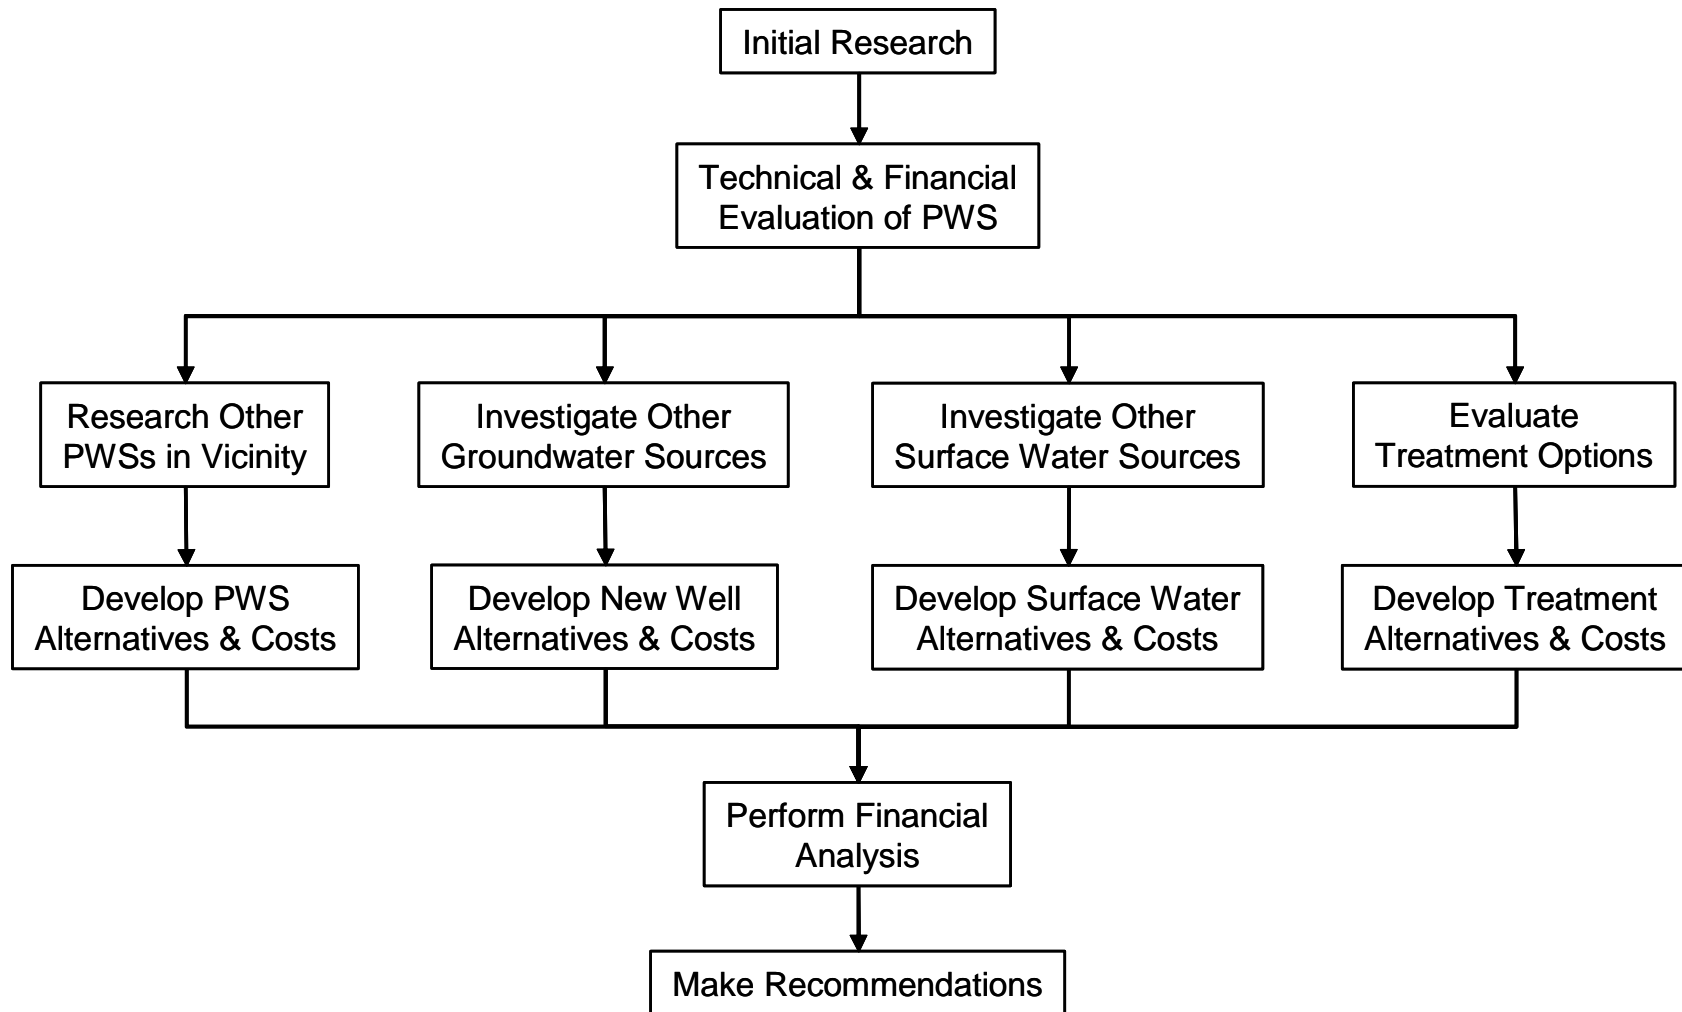 Initial Research
Technical & Financial
Evaluation of PWS
Research Other
PWSs in Vicinity
Investigate Other
Groundwater Sources
Investigate Other
Surface Water Sources
Evaluate
Treatment Options
Develop PWS
Alternatives & Costs
Develop New Well
Alternatives & Costs
Develop Surface Water
Alternatives & Costs
Develop Treatment
Alternatives & Costs
Perform Financial
Analysis
Make Recommendations